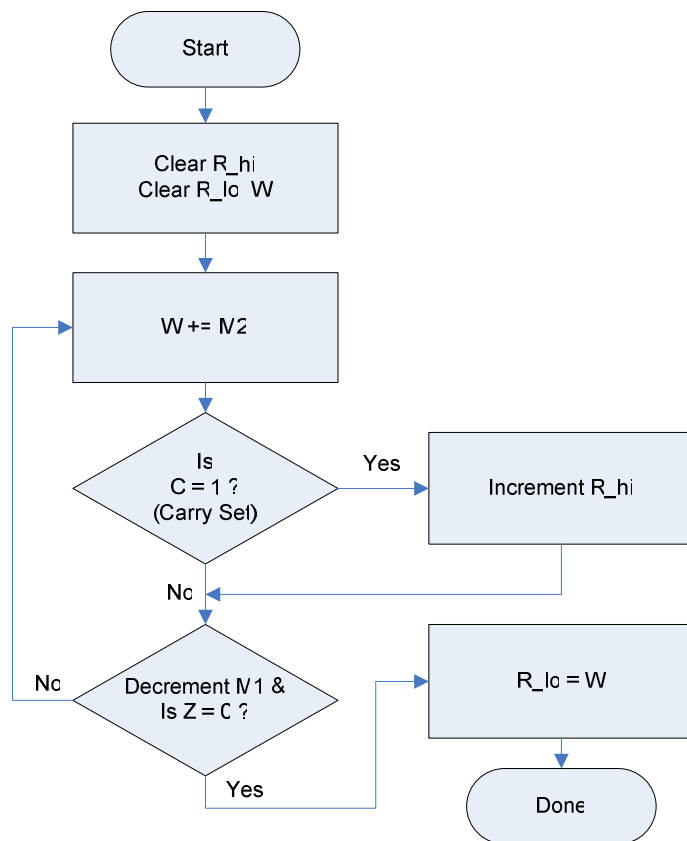 Start
Clear R_hi
Clear R_lo W
W += M2
Is
C = 1 ?
(Carry Set)
Yes
Increment R_hi
No
Decrement M1 &
Is Z = 0 ?
No
Yes
R_lo = W
Done